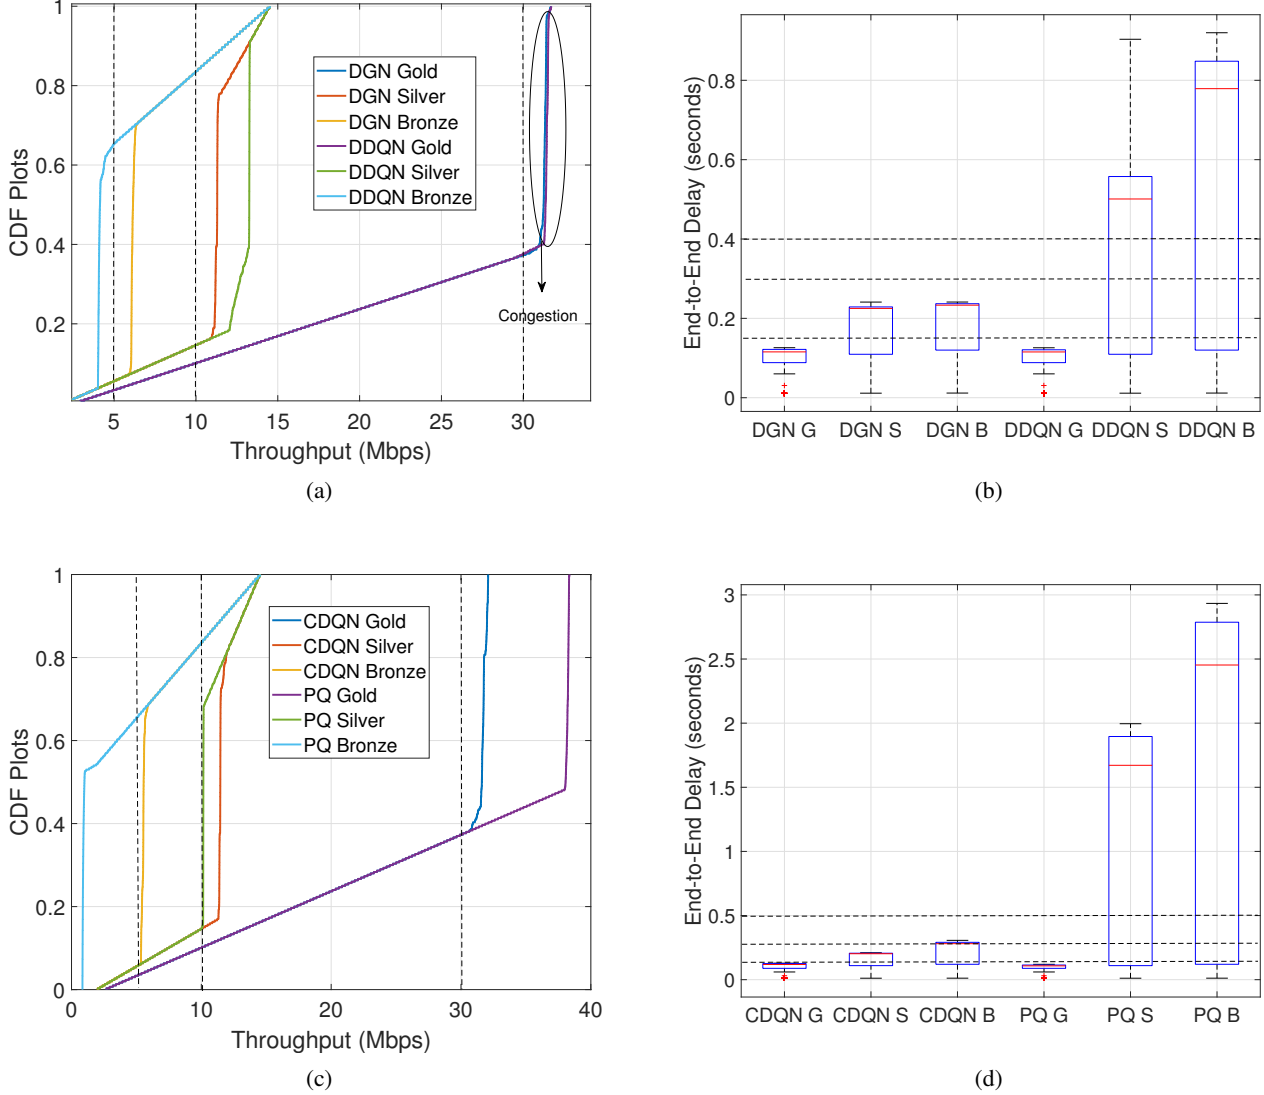 1
0.8
0.6
0.4
0.2
CDF Plots
DGN Gold
DGN Silver
DGN Bronze
DDQN Gold
DDQN Silver
DDQN Bronze
Congestion
5
10
15
20
25
30
Throughput (Mbps)
(a)
0.8
0.6
0.4
0.2
0
End-to-End Delay (seconds)
DGN G
DGN S
DGN B
DDQN G
DDQN S
DDQN B
(b)
1
0.8
0.6
0.4
0.2
0
CDF Plots
CDQN Gold
CDQN Silver
CDQN Bronze
PQ Gold
PQ Silver
PQ Bronze
0
10
20
30
40
Throughput (Mbps)
(c)
3
2.5
2
1.5
1
0.5
0
End-to-End Delay (seconds)
CDQN G
CDQN S
CDQN B
PQ G
PQ S
PQ B
(d)